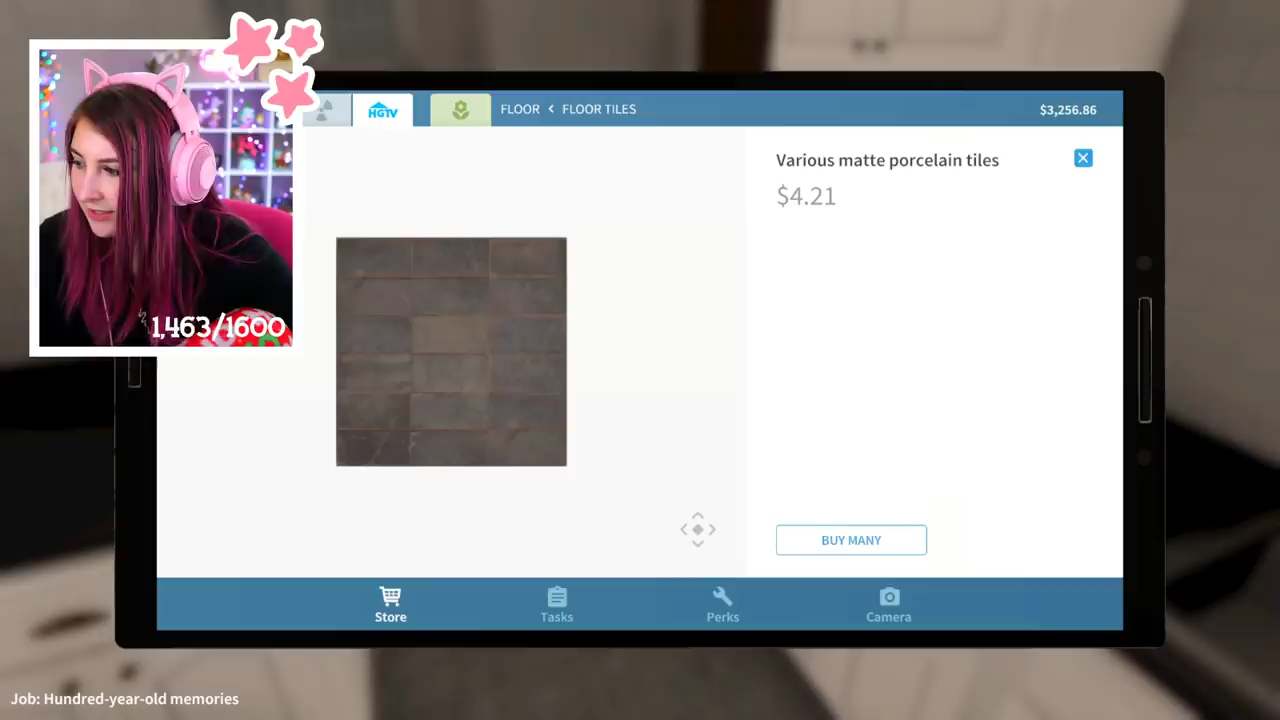 HGTV
FLOOR < FLOOR TILES
$3,256.86
Various matte porcelain tiles
$4.21
1,463/1600
BUY MANY
Store
Tasks
Perks
Camera
Job: Hundred-year-old memories